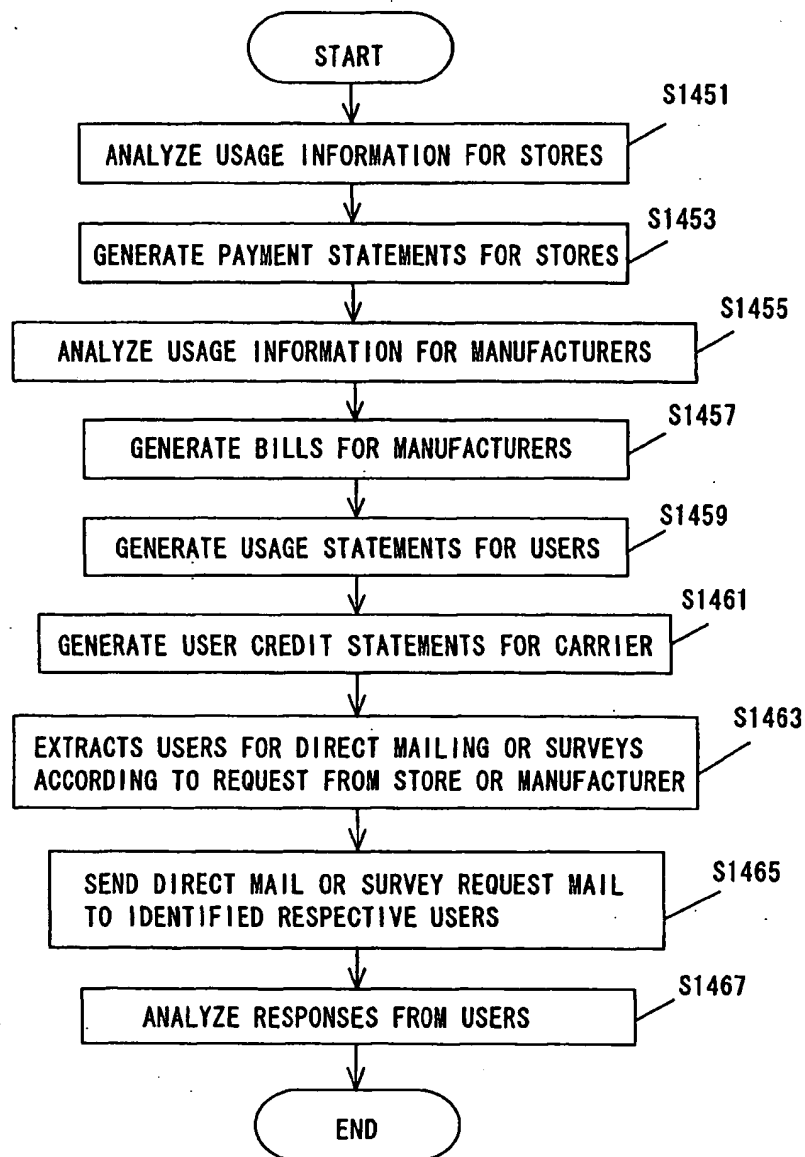 START
S1451
ANALYZE USAGE INFORMATION FOR STORES
S1453
GENERATE PAYMENT STATEMENTS FOR STORES
S1455
ANALYZE USAGE INFORMATION FOR MANUFACTURERS
S1457
GENERATE BILLS FOR MANUFACTURERS
S1459
GENERATE USAGE STATEMENTS FOR USERS
S1461
GENERATE USER CREDIT STATEMENTS FOR CARRIER
S1463
EXTRACTS USERS FOR DIRECT MAILING OR SURVEYS
ACCORDING TO REQUEST FROM STORE OR MANUFACTURER
S1465
SEND DIRECT MAIL OR SURVEY REQUEST MAIL
TO IDENTIFIED RESPECTIVE USERS
S1467
ANALYZE RESPONSES FROM USERS
END